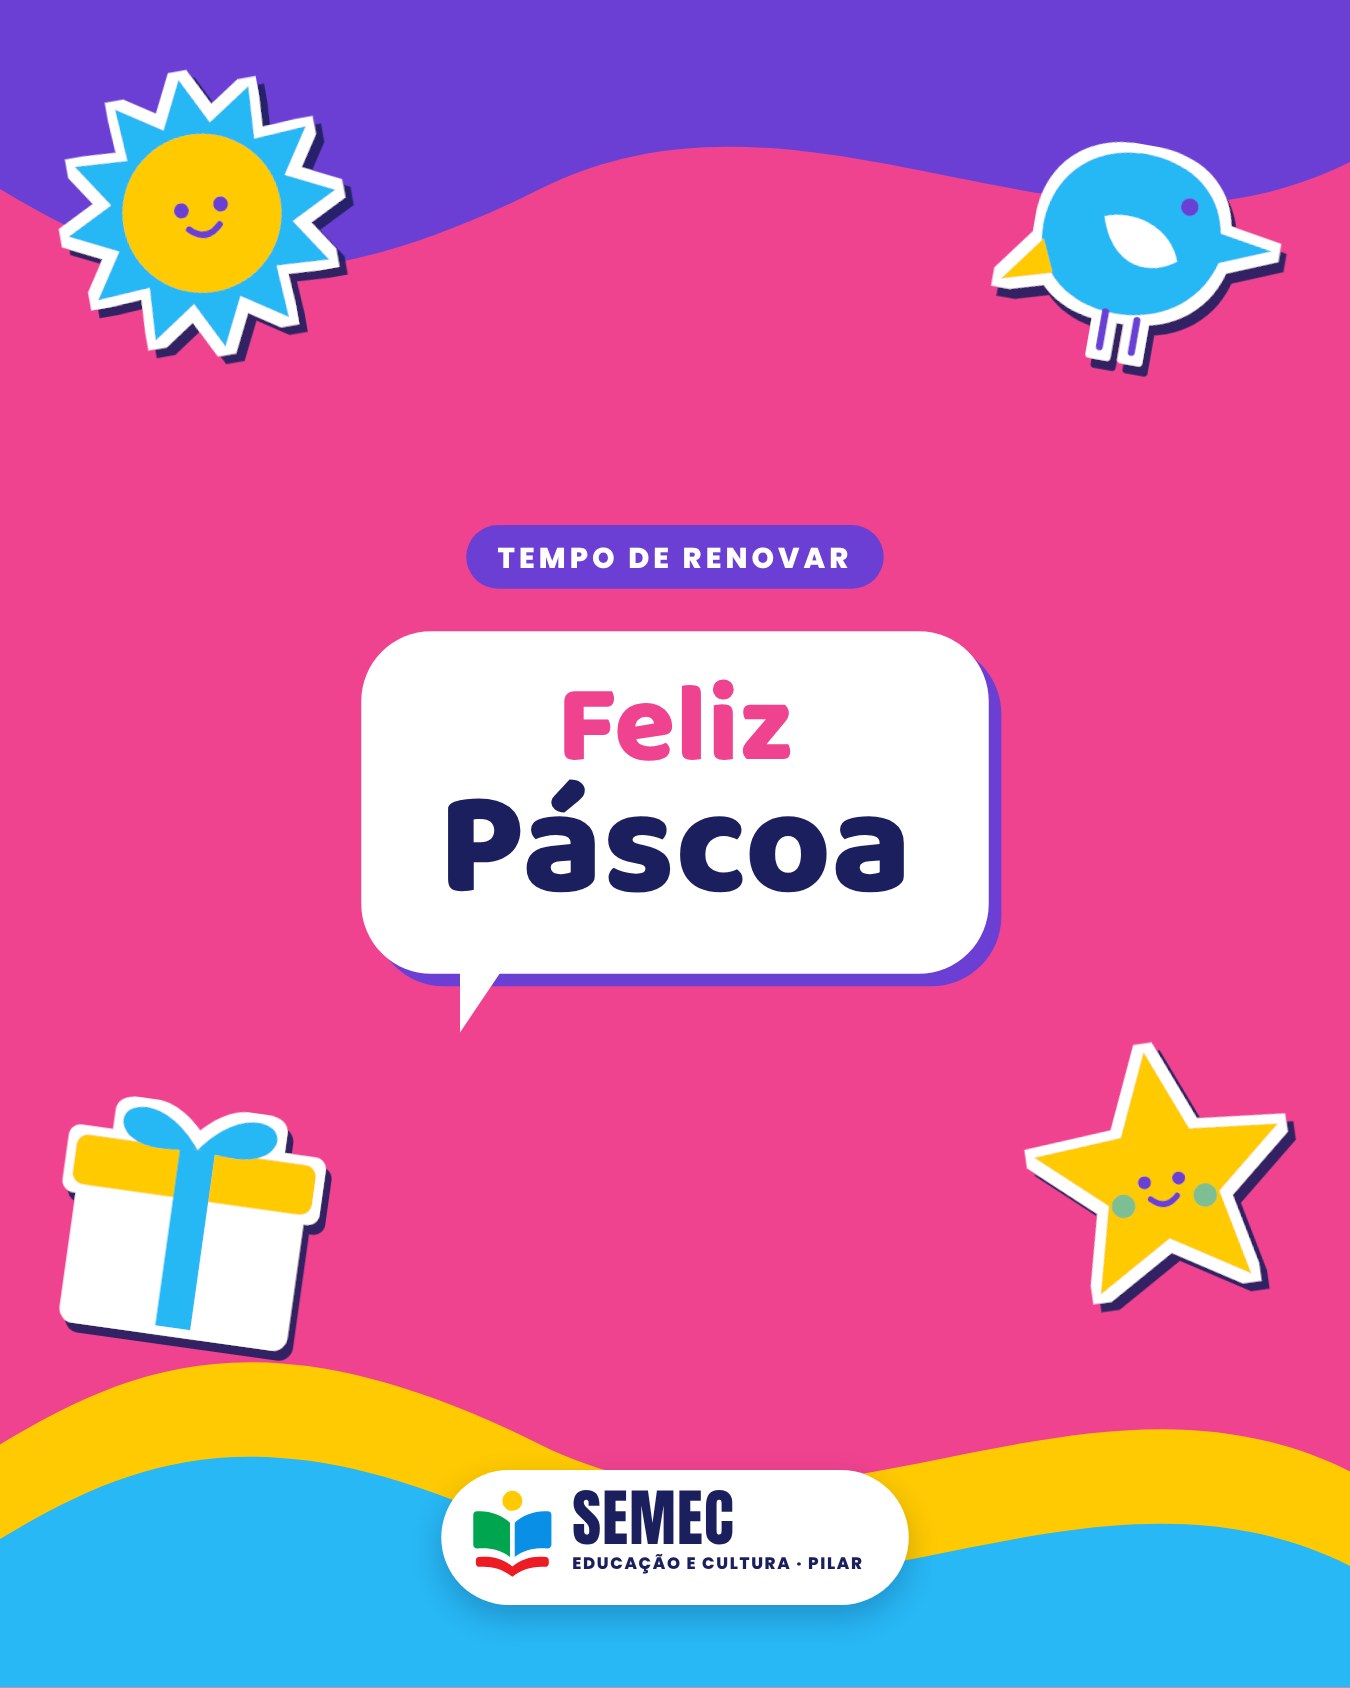 TEMPO DE RENOVAR
Feliz
Páscoa
SEMEC
EDUCAÇÃO E CULTURA · PILAR